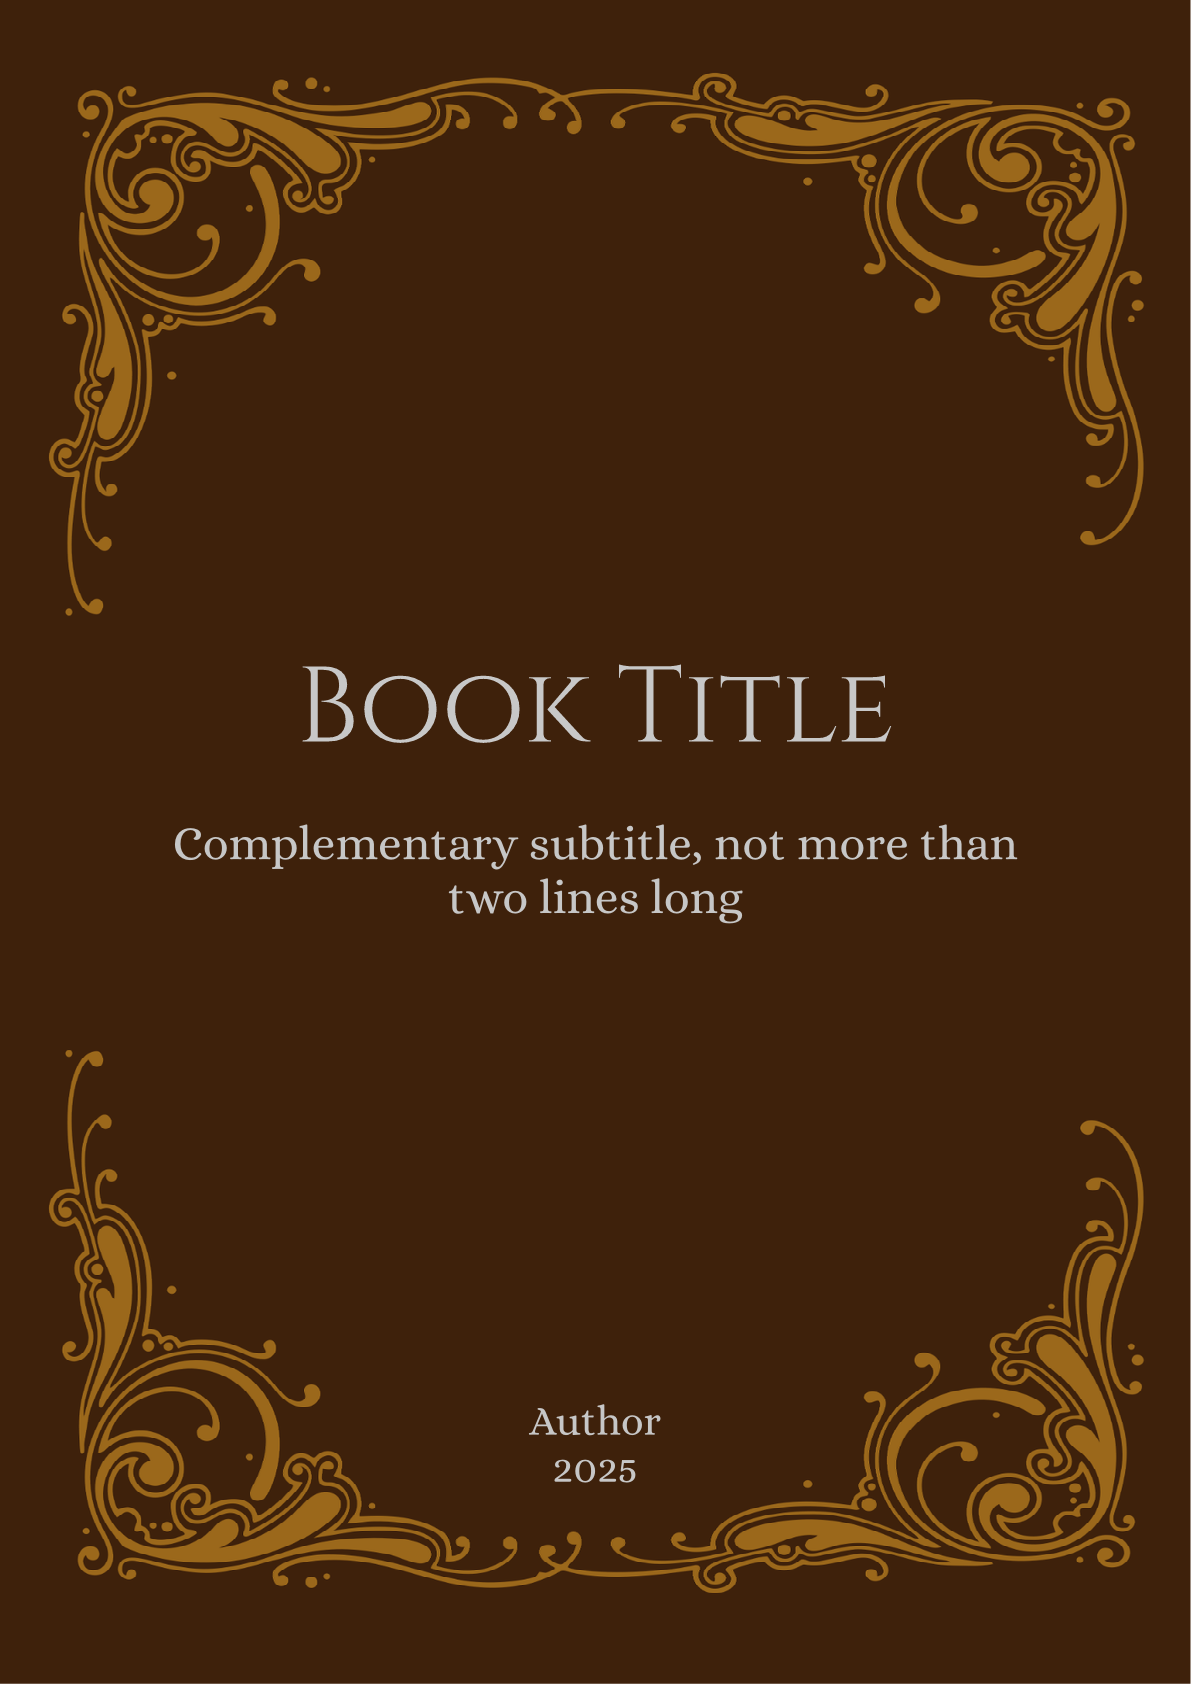 Book Title
Complementary subtitle, not more than
two lines long
Author
2025